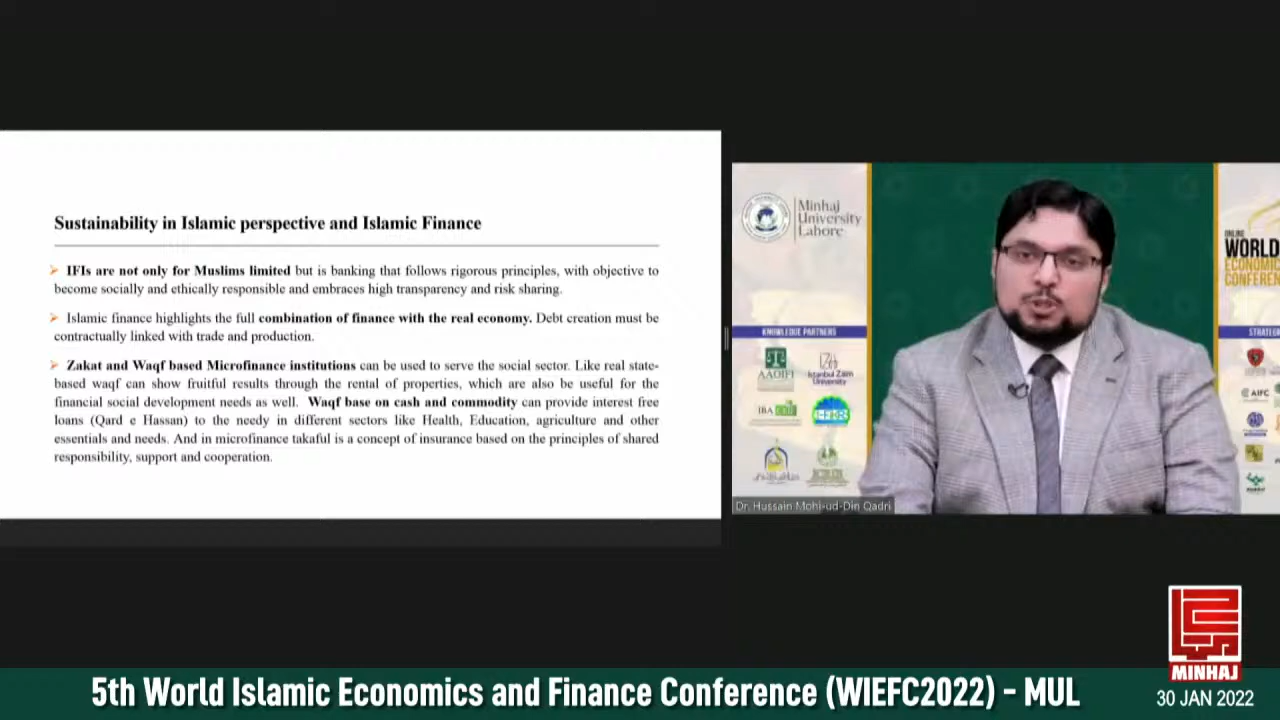 Sustainability in Islamic perspective and Islamic Finance
IFIs are not only for Muslims limited but is banking that follows rigorous principles, with objective to
become socially and ethically responsible and embraces high transparency and risk sharing.
Islamic finance highlights the full combination of finance with the real economy. Debt creation must be
contractually linked with trade and production.
Zakat and Waqf based Microfinance institutions can be used to serve the social sector. Like real state-
based waqf can show fruitful results through the rental of properties, which are also be useful for the
financial social development needs as well. Waqf base on cash and commodity can provide interest free
loans (Qard e Hassan) to the needy in different sectors like Health, Education, agriculture and other
essentials and needs. And in microfinance takaful is a concept of insurance based on the principles of shared
responsibility, support and cooperation.
Minhaj
University
Lahore
KNOWLEDGE PARTNERS
AAOIFI
Istanbul Zaim
University
IBA
ONLINE
WORLD
ECONOMIC
CONFEREN
STRATEG
AIFC
Dr. Hussain Mohi-ud-Din Qadri
MINHAJ
5th World Islamic Economics and Finance Conference (WIEFC2022) - MUL
30 JAN 2022